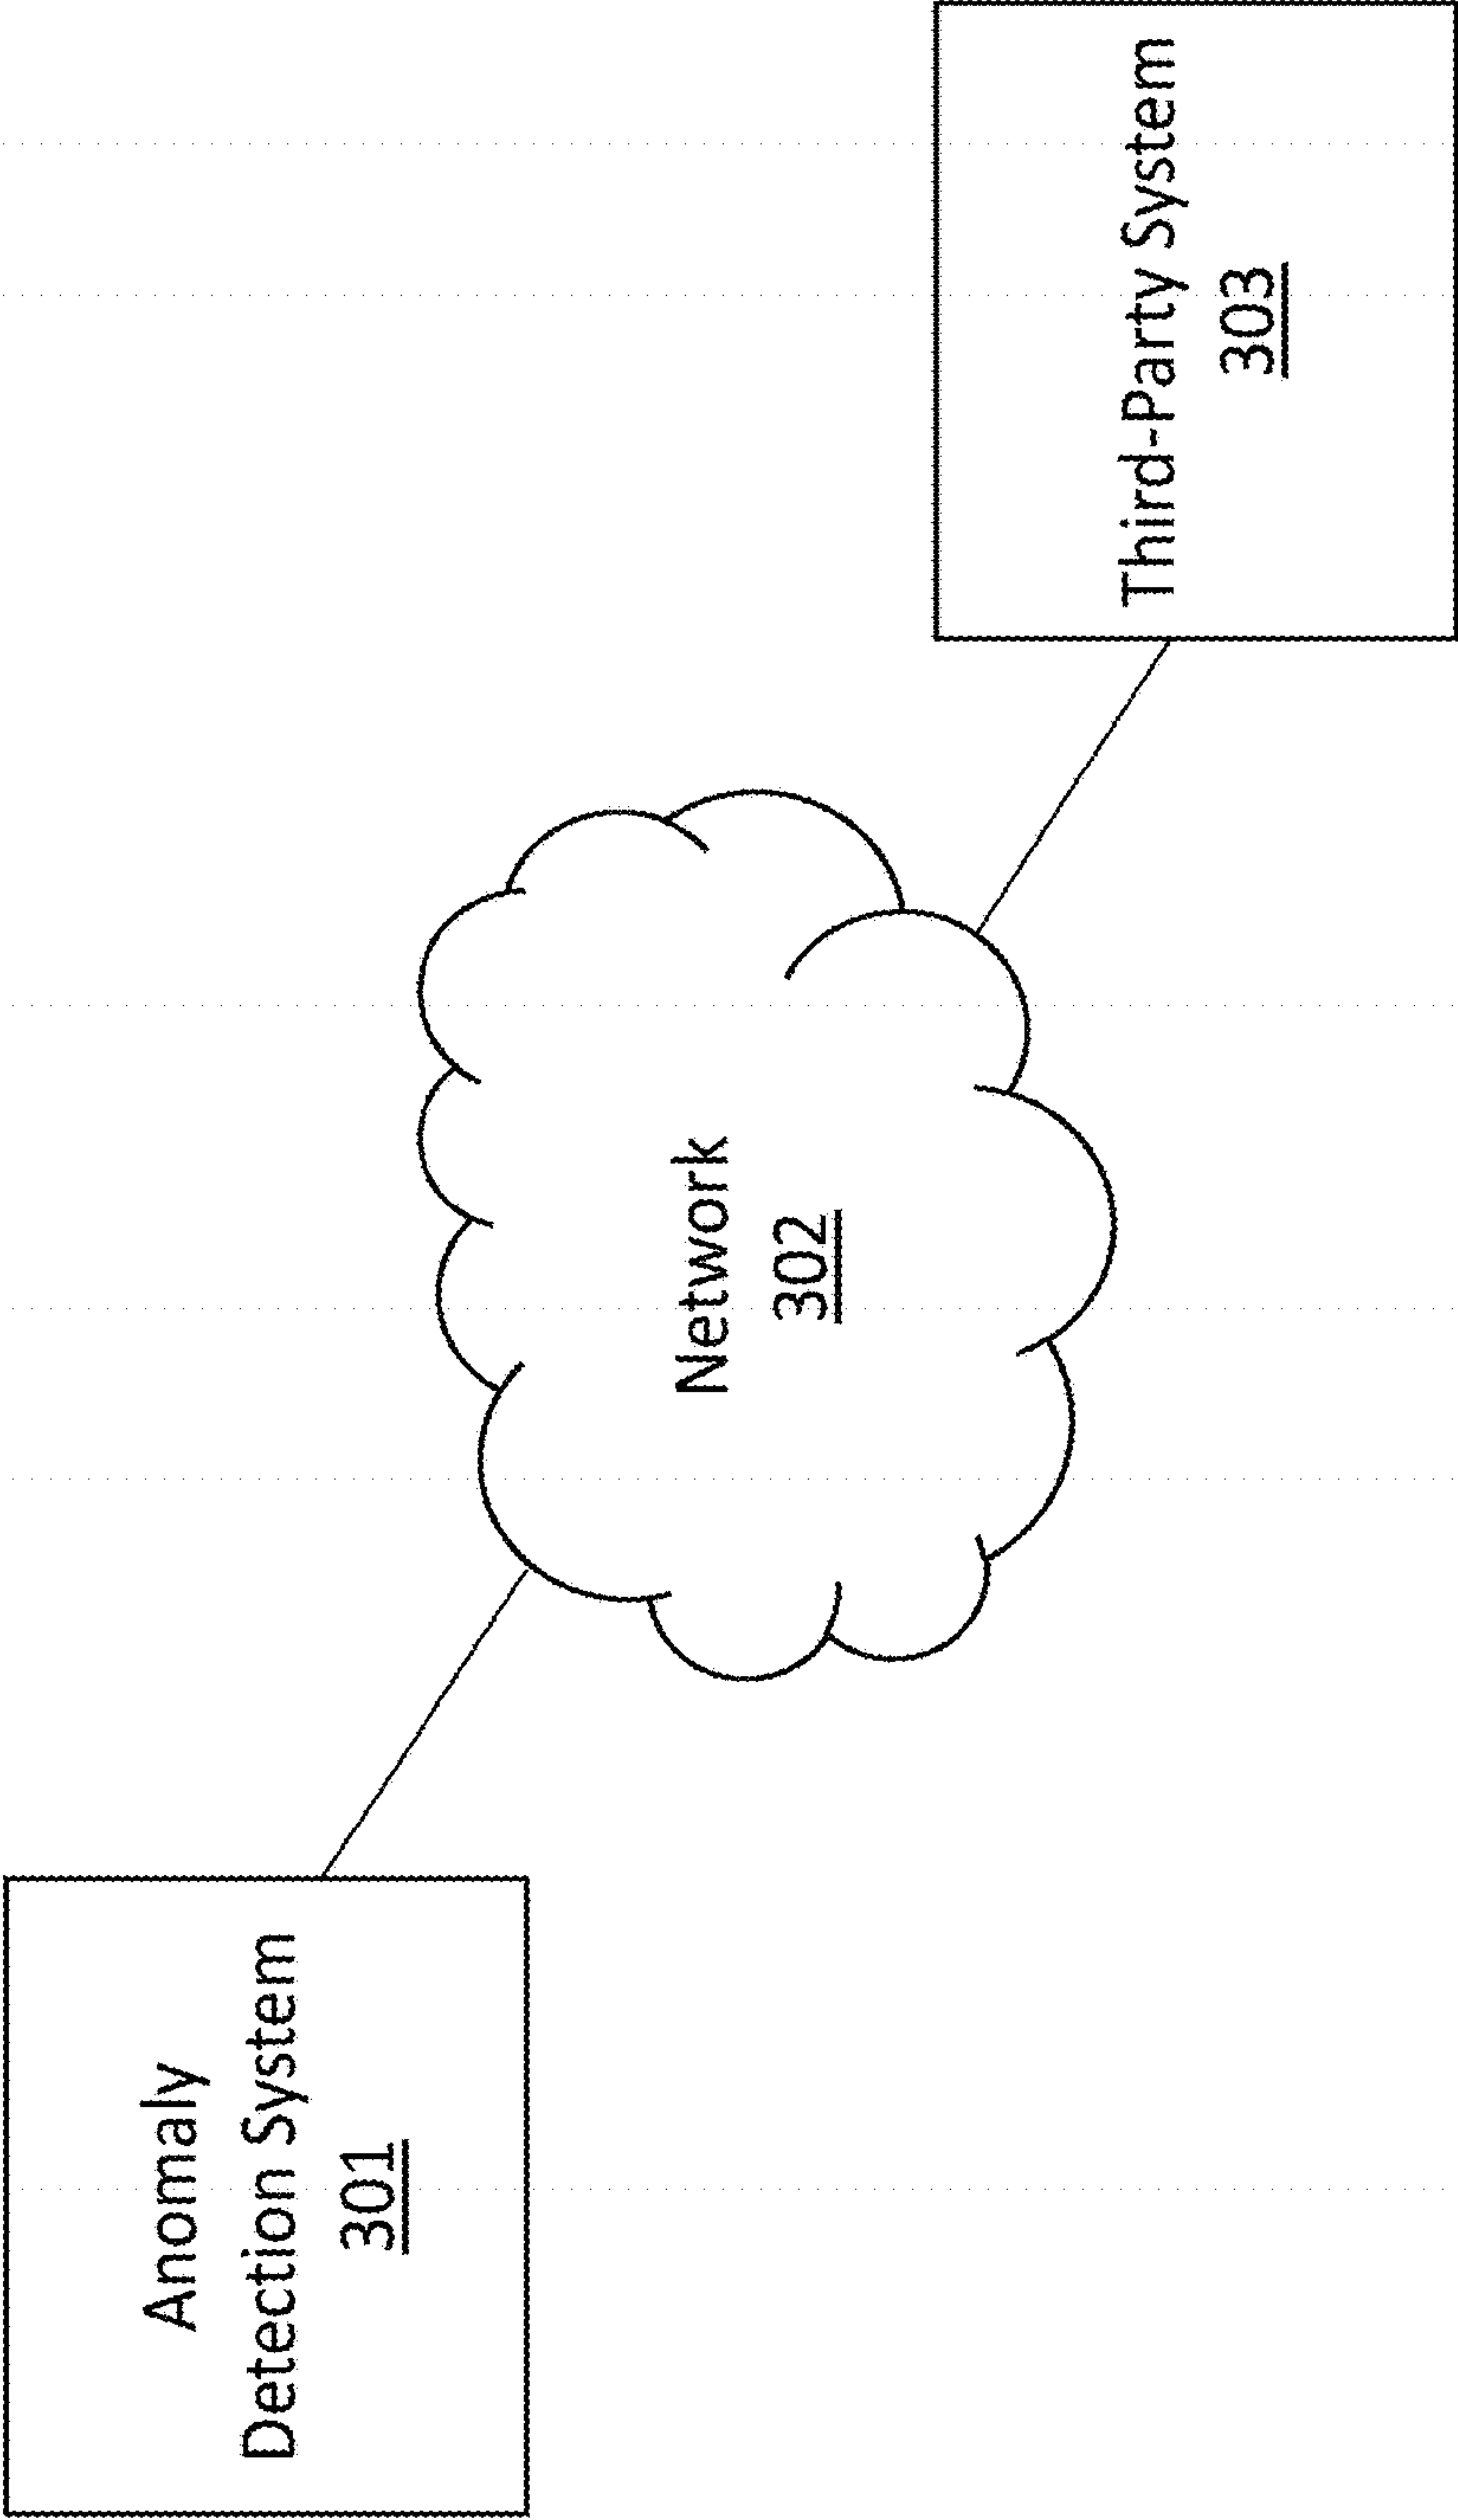 Anomaly
Detection System
301
Network
302
Third-Party System
303